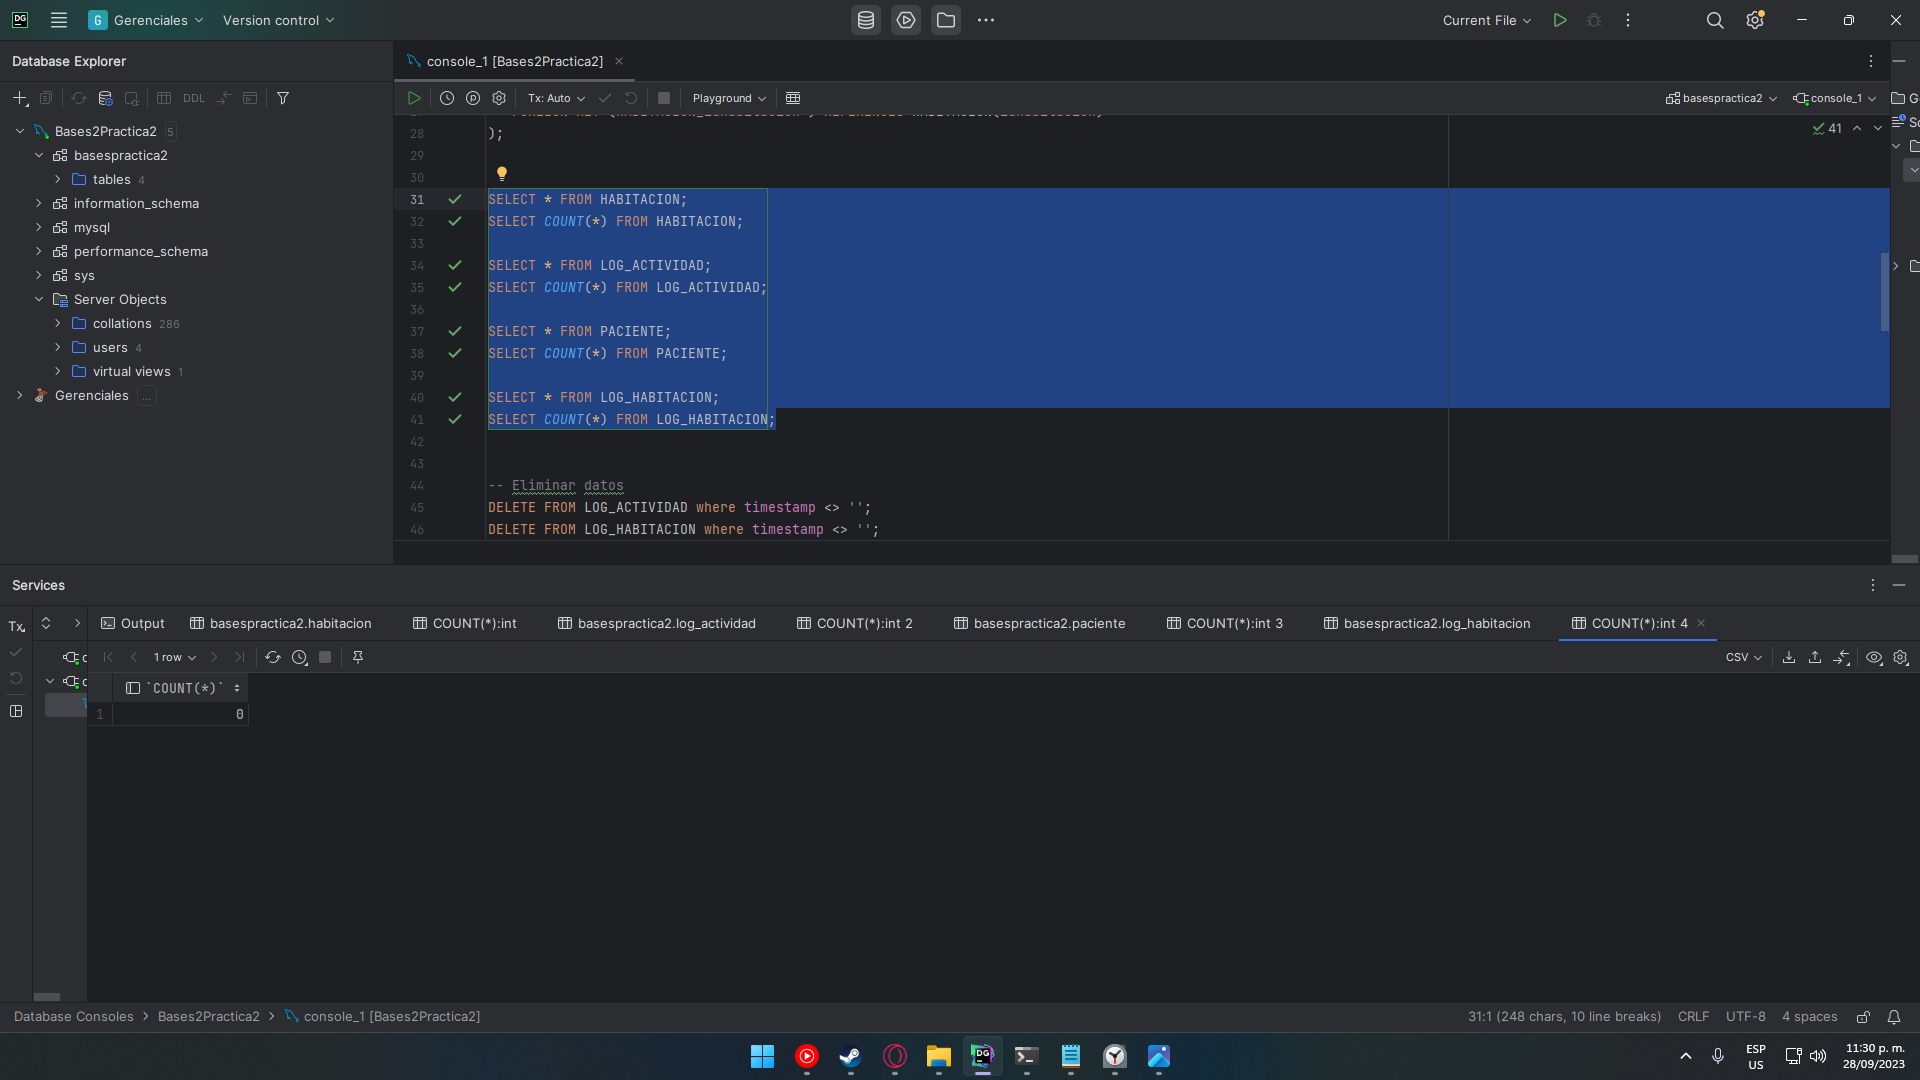 DG
G Gerenciales Version control Current File
Database Explorer
console_1 [Bases2Practica2]
DDL
Tx: Auto Playground basespractica2 console_1
Bases2Practica2 5
basespractica2
tables 4
information_schema
mysql
performance_schema
sys
Server Objects
collations 286
users 4
virtual views 1
Gerenciales ...
28 );
41
29
30
31 SELECT * FROM HABITACION;
32 SELECT COUNT(*) FROM HABITACION;
33
34 SELECT * FROM LOG_ACTIVIDAD;
35 SELECT COUNT(*) FROM LOG_ACTIVIDAD;
36
37 SELECT * FROM PACIENTE;
38 SELECT COUNT(*) FROM PACIENTE;
39
40 SELECT * FROM LOG_HABITACION;
41 SELECT COUNT(*) FROM LOG_HABITACION;
42
43
44 -- Eliminar datos
45 DELETE FROM LOG_ACTIVIDAD where timestamp <> '';
46 DELETE FROM LOG_HABITACION where timestamp <> '';
Services
Tx
Output basespractica2.habitacion COUNT(*):int basespractica2.log_actividad COUNT(*):int 2 basespractica2.paciente COUNT(*):int 3 basespractica2.log_habitacion COUNT(*):int 4
1 row CSV
`COUNT(*)`
1 0
Database Consoles > Bases2Practica2 > console_1 [Bases2Practica2]
31:1 (248 chars, 10 line breaks) CRLF UTF-8 4 spaces
DG
ESP
US
11:30 p. m.
28/09/2023